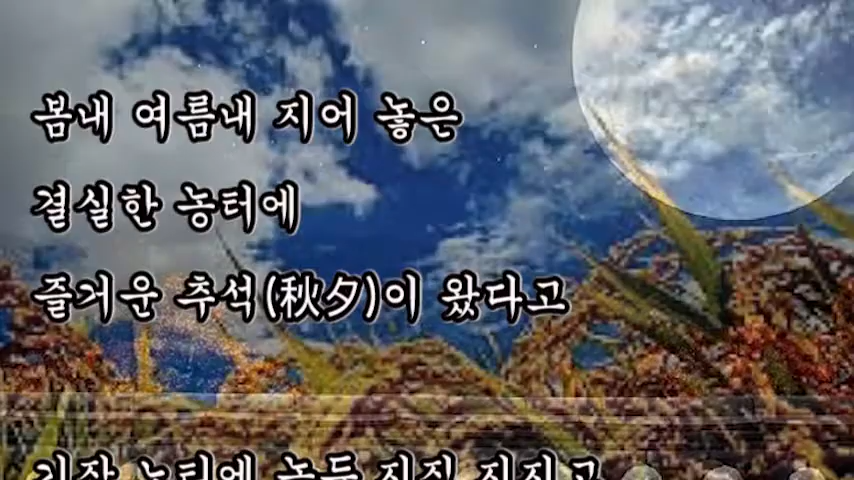 봄내 여름내 지어 놓은
결실한 농터에
즐거운 추석(秋夕)이 왔다고